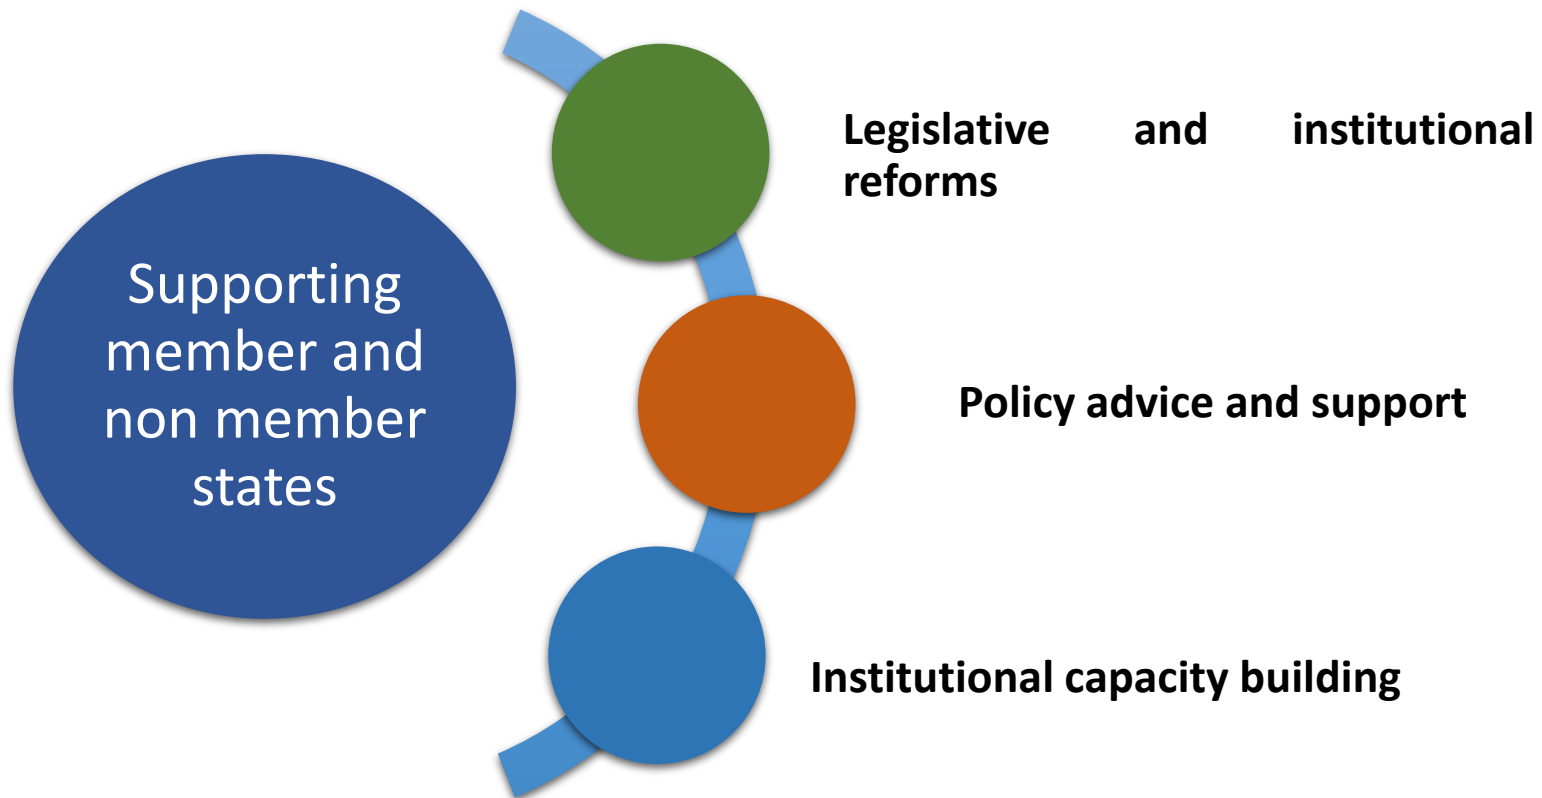 Supporting
member and
non member
states
Legislative and institutional
reforms
Policy advice and support
Institutional capacity building